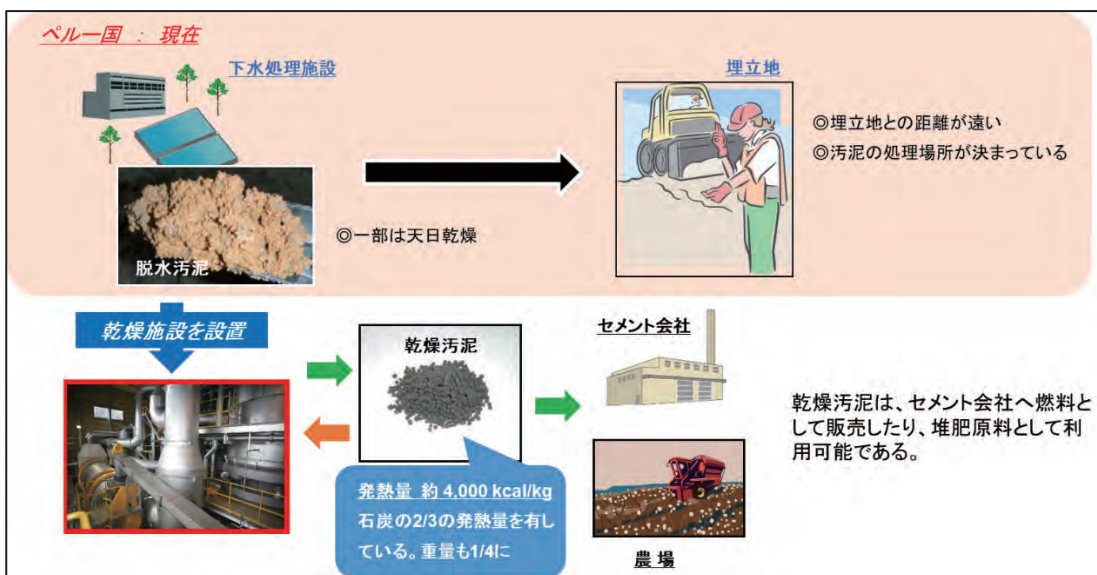 ペルー国 : 現在
下水処理施設
脱水汚泥
◎一部は天日乾燥
埋立地
◎埋立地との距離が遠い
◎汚泥の処理場所が決まっている
乾燥施設を設置
乾燥汚泥
発熱量 約 4,000 kcal/kg
石炭の2/3の発熱量を有し
ている。重量も1/4に
セメント会社
農 場
乾燥汚泥は、セメント会社へ燃料と
して販売したり、堆肥原料として利
用可能である。